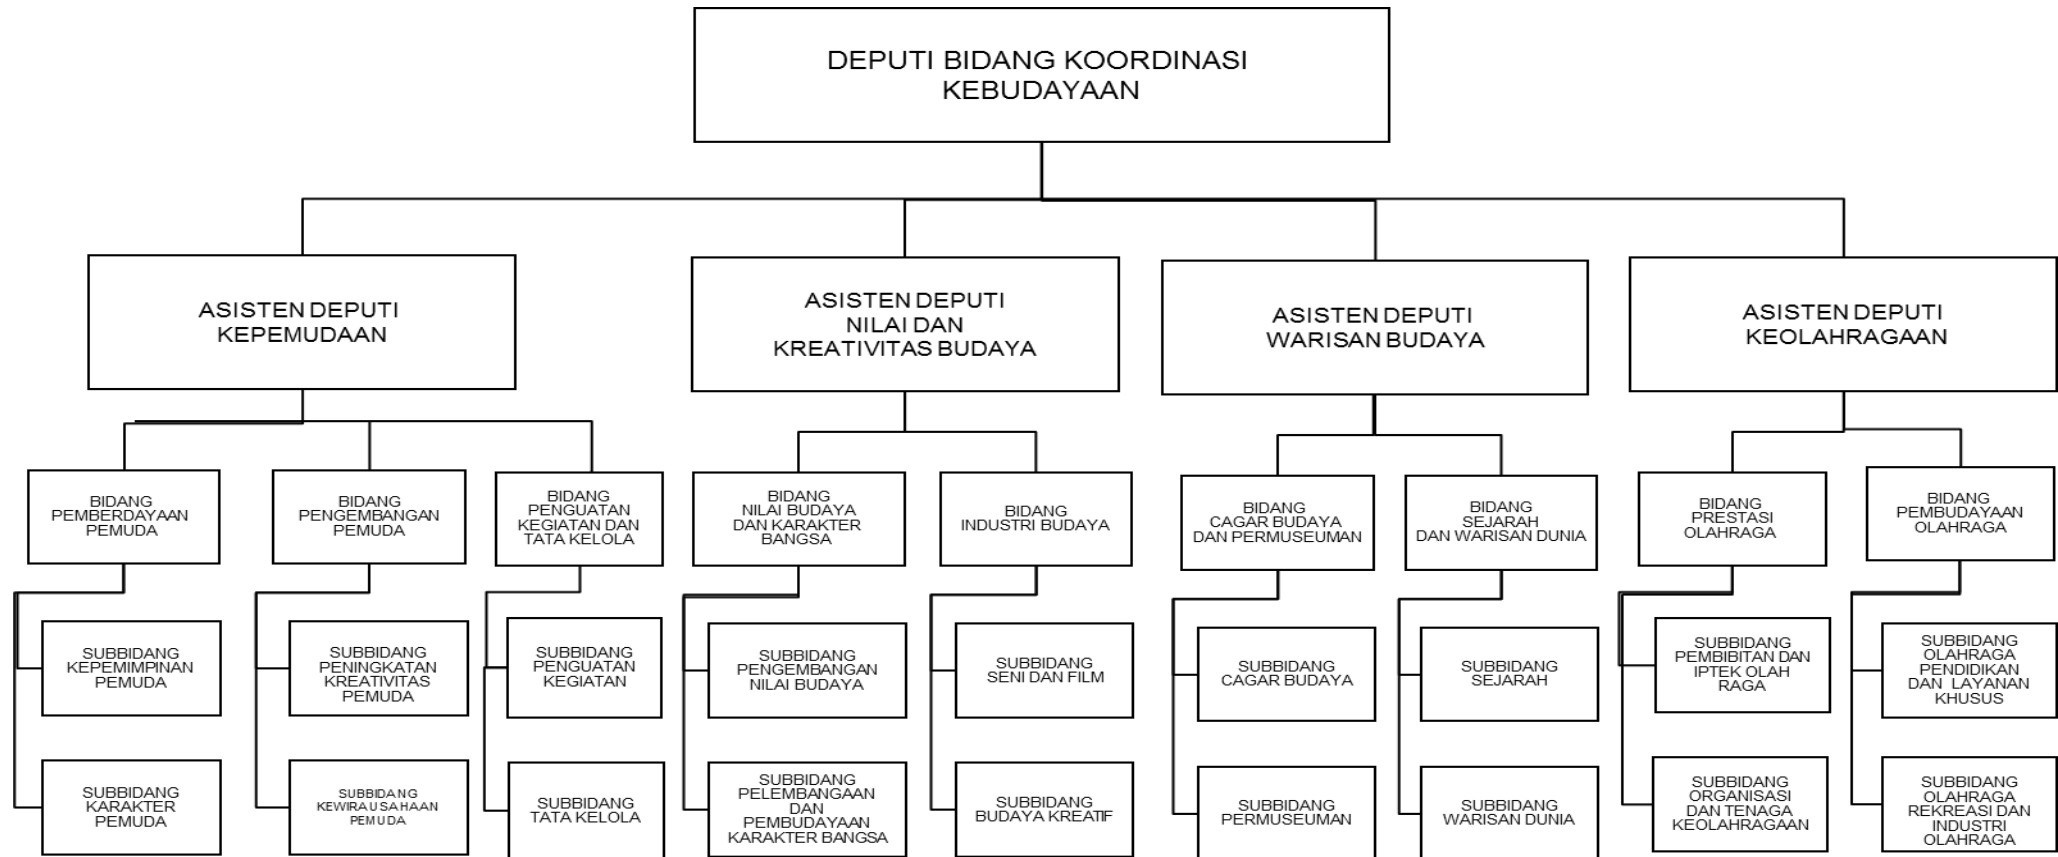 DEPUTI BIDANG KOORDINASI
KEBUDAYAAN
ASISTEN DEPUTI
KEPEMUDAAN
ASISTEN DEPUTI
NILAI DAN
KREATIVITAS BUDAYA
ASISTEN DEPUTI
WARISAN BUDAYA
ASISTEN DEPUTI
KEOLAHRAGAAN
BIDANG
PEMBERDAYAAN
PEMUDA
BIDANG
PENGEMBANGAN
PEMUDA
BIDANG
PENGUATAN
KEGIATAN DAN
TATA KELOLA
BIDANG
NILAI BUDAYA
DAN KARAKTER
BANGSA
BIDANG
INDUSTRI BUDAYA
BIDANG
CAGAR BUDAYA
DAN PERMUSEUMAN
BIDANG
SEJARAH
DAN WARISAN DUNIA
BIDANG
PRESTASI
OLAHRAGA
BIDANG
PEMBUDAYAAN
OLAHRAGA
SUBBIDANG
KEPEMIMPINAN
PEMUDA
SUBBIDANG
PENINGKATAN
KREATIVITAS
PEMUDA
SUBBIDANG
PENGUATAN
KEGIATAN
SUBBIDANG
PENGEMBANGAN
NILAI BUDAYA
SUBBIDANG
SENI DAN FILM
SUBBIDANG
CAGAR BUDAYA
SUBBIDANG
SEJARAH
SUBBIDANG
PEMBIBITAN DAN
IPTEK OLAH
RAGA
SUBBIDANG
OLAHRAGA
PENDIDIKAN
DAN LAYANAN
KHUSUS
SUBBIDANG
KARAKTER
PEMUDA
SUBBIDANG
KEWIRAUSAHAAN
PEMUDA
SUBBIDANG
TATA KELOLA
SUBBIDANG
PELEMBANGAAN
DAN
PEMBUDAYAAN
KARAKTER BANGSA
SUBBIDANG
BUDAYA KREATIF
SUBBIDANG
PERMUSEUMAN
SUBBIDANG
WARISAN DUNIA
SUBBIDANG
ORGANISASI
DAN TENAGA
KEOLAHRAGAAN
SUBBIDANG
OLAHRAGA
REKREASI DAN
INDUSTRI
OLAHRAGA